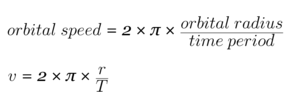 orbital speed = 2 × π × orbital radius / time period
v = 2 × π × r / T